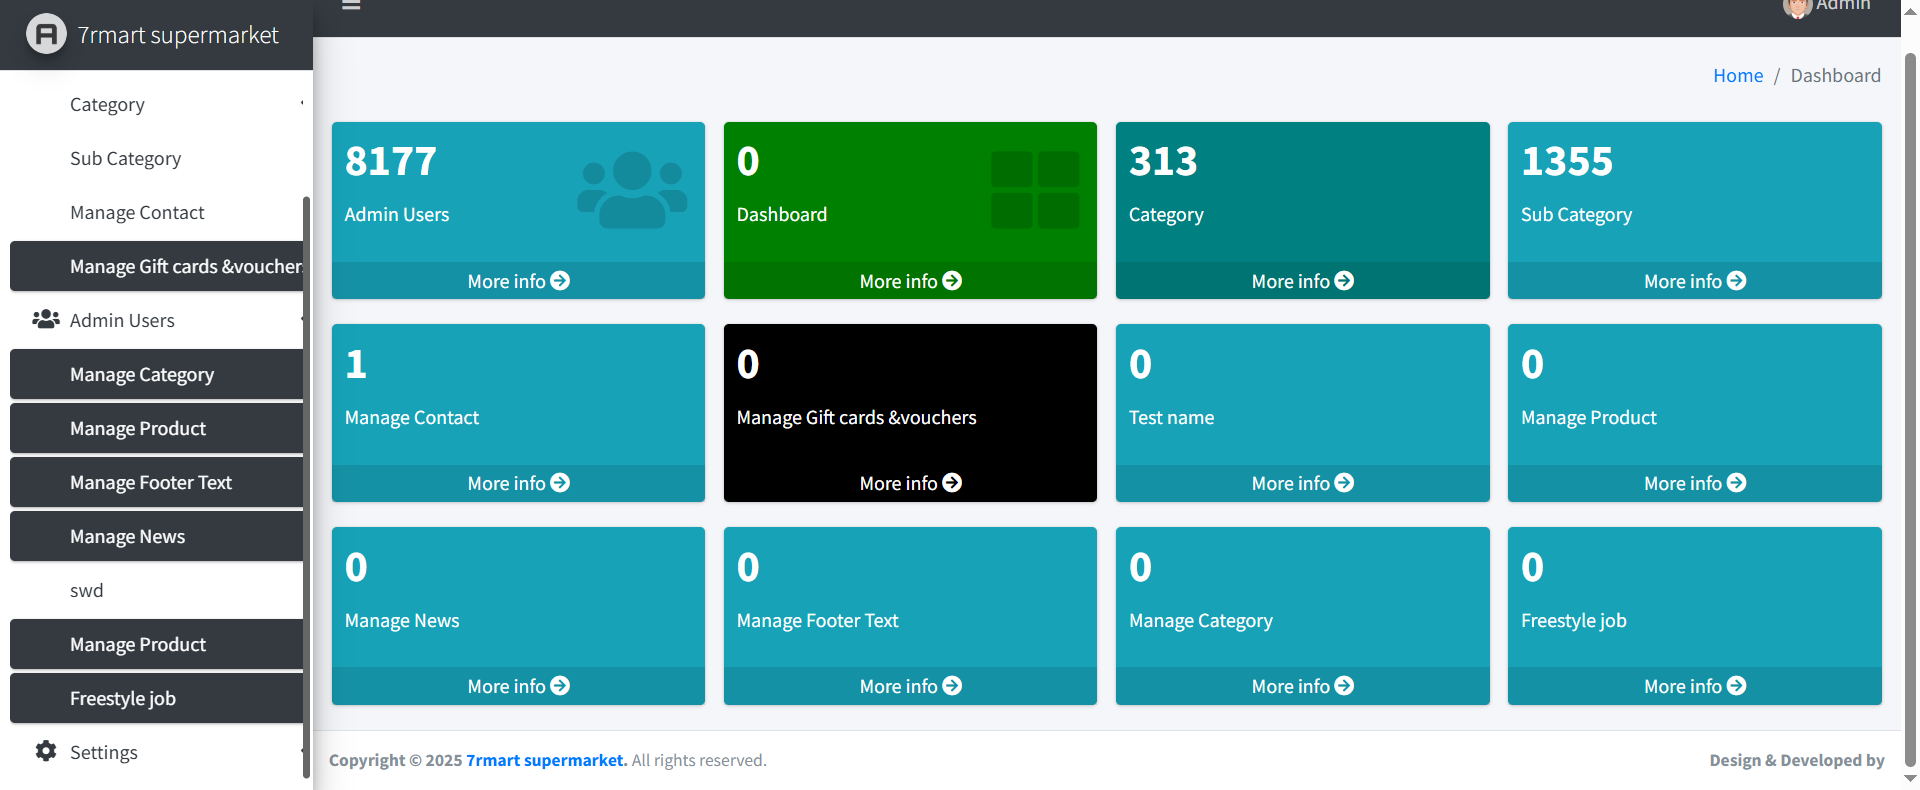 7rmart supermarket
Category
Sub Category
Manage Contact
Manage Gift cards &voucher
Admin Users
Manage Category
Manage Product
Manage Footer Text
Manage News
swd
Manage Product
Freestyle job
Settings
Admin
Home / Dashboard
8177
Admin Users
More info
0
Dashboard
More info
313
Category
More info
1355
Sub Category
More info
1
Manage Contact
More info
0
Manage Gift cards &vouchers
More info
0
Test name
More info
0
Manage Product
More info
0
Manage News
More info
0
Manage Footer Text
More info
0
Manage Category
More info
0
Freestyle job
More info
Copyright © 2025 7rmart supermarket. All rights reserved.
Design & Developed by